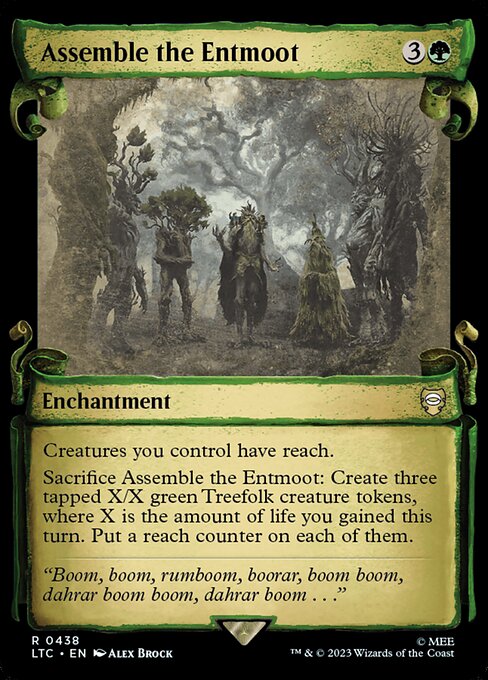 Assemble the Entmoot 3
Enchantment
Creatures you control have reach.
Sacrifice Assemble the Entmoot: Create three
tapped X/X green Treefolk creature tokens,
where X is the amount of life you gained this
turn. Put a reach counter on each of them.
“Boom, boom, rumboom, boorar, boom boom,
dahrar boom boom, dahrar boom . . .”
R 0438
LTC • EN Alex Brock
© MEE
™ & © 2023 Wizards of the Coast